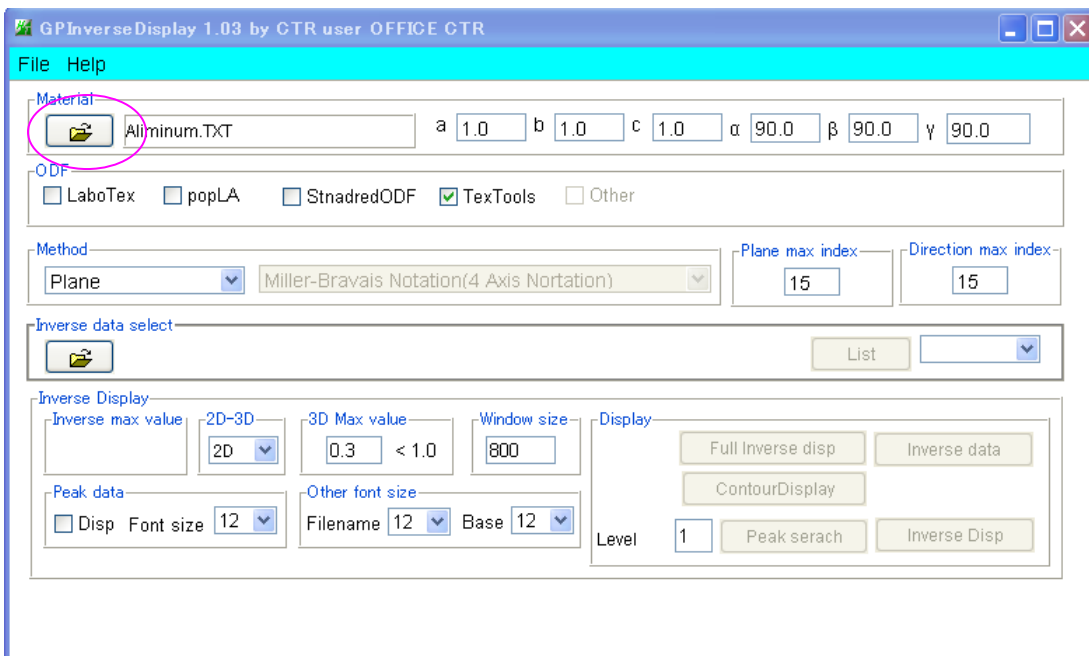 GPInverseDisplay 1.03 by CTR user OFFICE CTR
File Help
Material
Aliminum.TXT a 1.0 b 1.0 c 1.0 α 90.0 β 90.0 γ 90.0
ODF
LaboTex popLA StnadredODF TexTools Other
Method Plane max index Direction max index
Plane Miller-Bravais Notation(4 Axis Nortation) 15 15
Inverse data select
List
Inverse Display
Inverse max value 2D-3D 3D Max value Window size Display
2D 0.3 < 1.0 800 Full Inverse disp Inverse data
ContourDisplay
Peak data Other font size
Disp Font size 12 Filename 12 Base 12
Level 1 Peak serach Inverse Disp